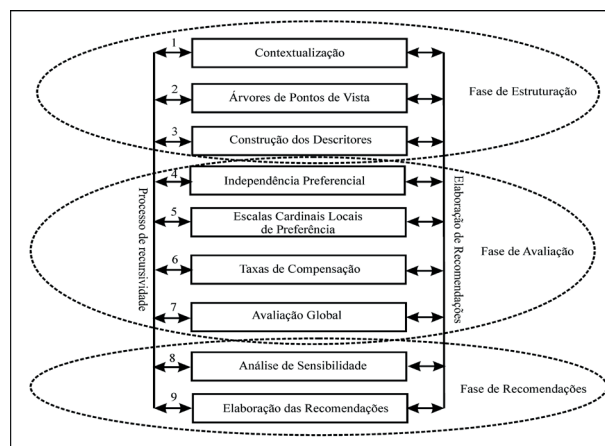 1
Contextualização
2
Árvores de Pontos de Vista
Fase de Estruturação
3
Construção dos Descritores
4
Independência Preferencial
5
Escalas Cardinais Locais
de Preferência
Fase de Avaliação
6
Taxas de Compensação
7
Avaliação Global
8
Análise de Sensibilidade
Fase de Recomendações
9
Elaboração das Recomendações
Processo de recursividade
Elaboração de Recomendações